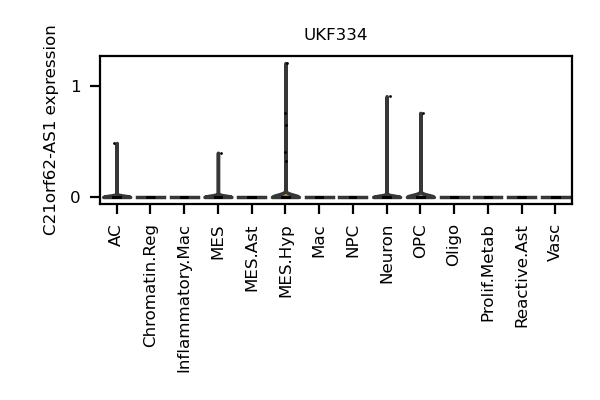 UKF334
C21orf62-AS1 expression
1
0
AC
Chromatin.Reg
Inflammatory.Mac
MES
MES.Ast
MES.Hyp
Mac
NPC
Neuron
OPC
Oligo
Prolif.Metab
Reactive.Ast
Vasc